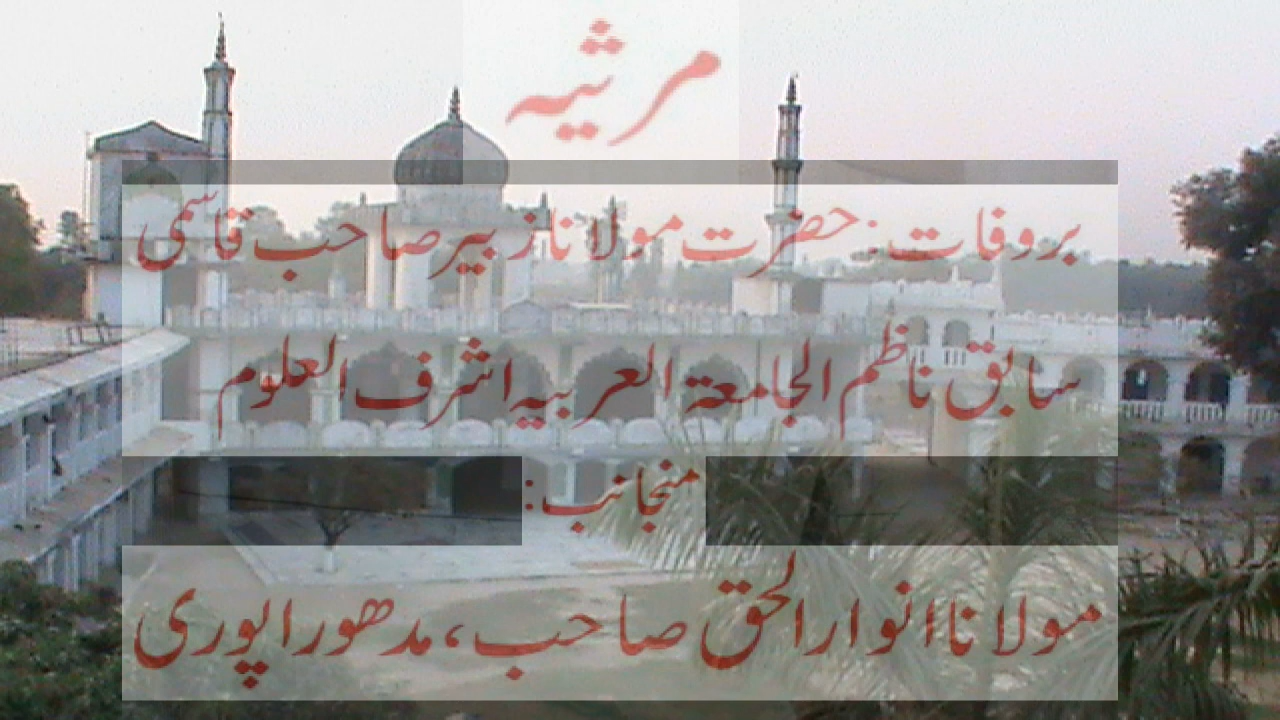 مرثیہ
بروفات: حضرت مولانا زبیر صاحب قاسمی
سابق ناظم الجامعۃ العربیہ اشرف العلوم
منجانب:
مولانا انوار الحق صاحب، مدھوراپوری